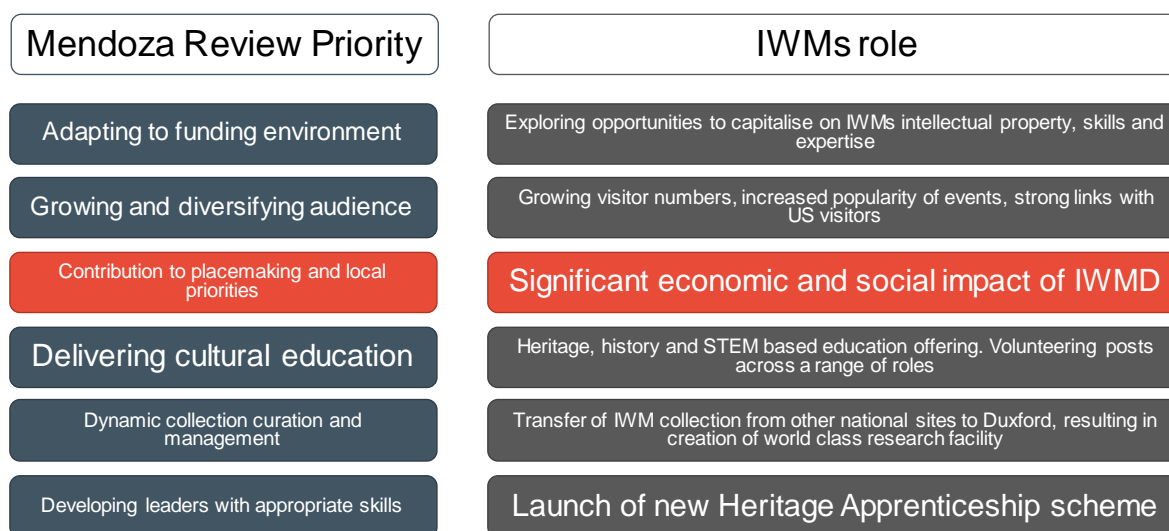 Mendoza Review Priority
IWMs role
Adapting to funding environment
Exploring opportunities to capitalise on IWMs intellectual property, skills and
expertise
Growing and diversifying audience
Growing visitor numbers, increased popularity of events, strong links with
US visitors
Contribution to placemaking and local
priorities
Significant economic and social impact of IWMD
Delivering cultural education
Heritage, history and STEM based education offering. Volunteering posts
across a range of roles
Dynamic collection curation and
management
Transfer of IWM collection from other national sites to Duxford, resulting in
creation of world class research facility
Developing leaders with appropriate skills
Launch of new Heritage Apprenticeship scheme